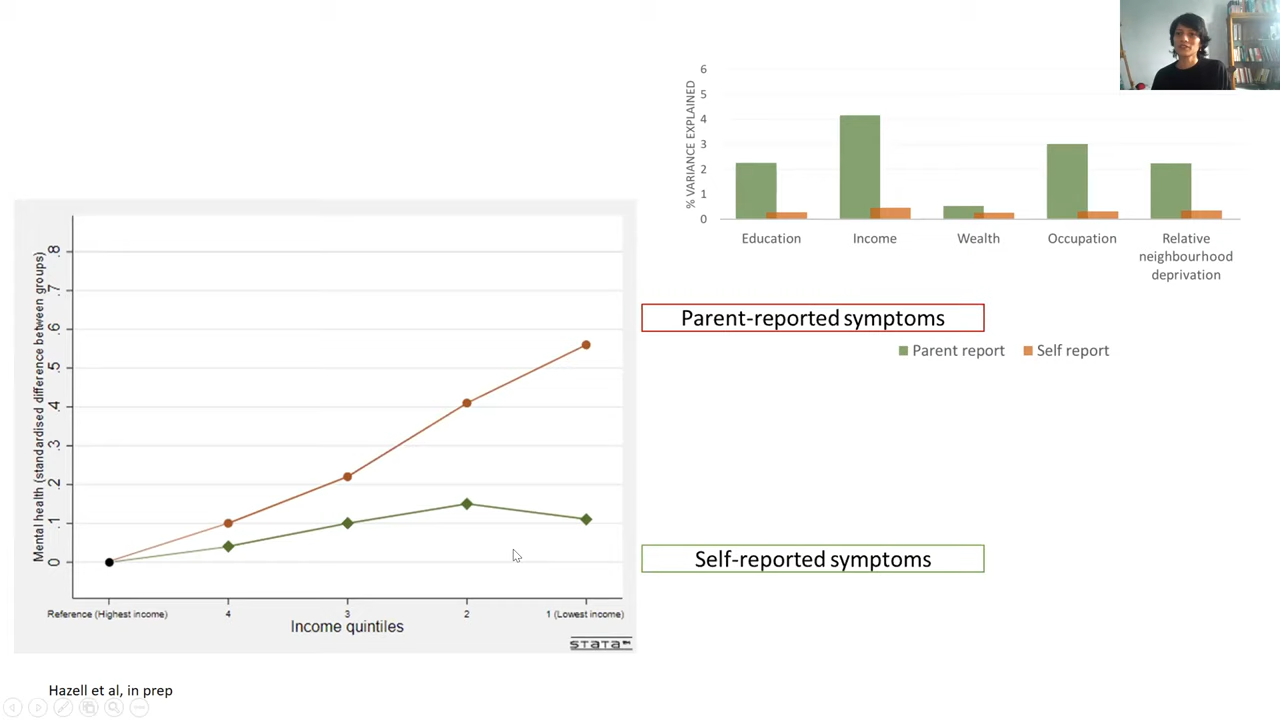 6
5
4
3
2
1
0
% VARIANCE EXPLAINED
Education
Income
Wealth
Occupation
Relative
neighbourhood
deprivation
Parent-reported symptoms
Parent report
Self report
.8
.7
.6
.5
.4
.3
.2
.1
0
Mental health (standardised difference between groups)
Self-reported symptoms
Reference (Highest income)
4
3
2
1 (Lowest income)
Income quintiles
STATA
Hazell et al, in prep